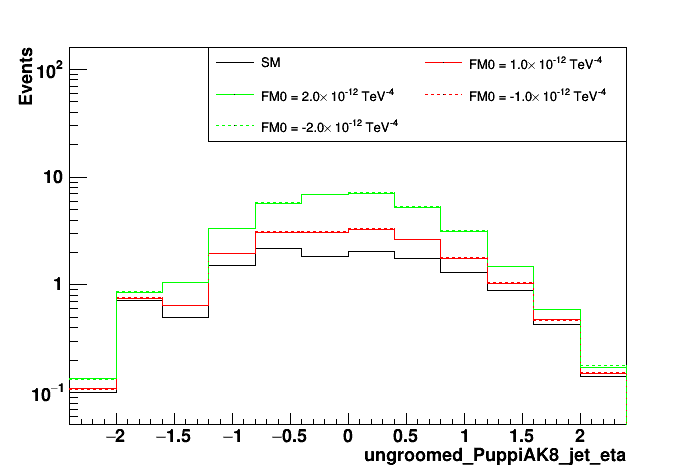 Events
10²
10
1
10⁻¹
SM
FM0 = 1.0× 10⁻¹² TeV⁻⁴
FM0 = 2.0× 10⁻¹² TeV⁻⁴
FM0 = -1.0× 10⁻¹² TeV⁻⁴
FM0 = -2.0× 10⁻¹² TeV⁻⁴
−2 −1.5 −1 −0.5 0 0.5 1 1.5 2
ungroomed_PuppiAK8_jet_eta